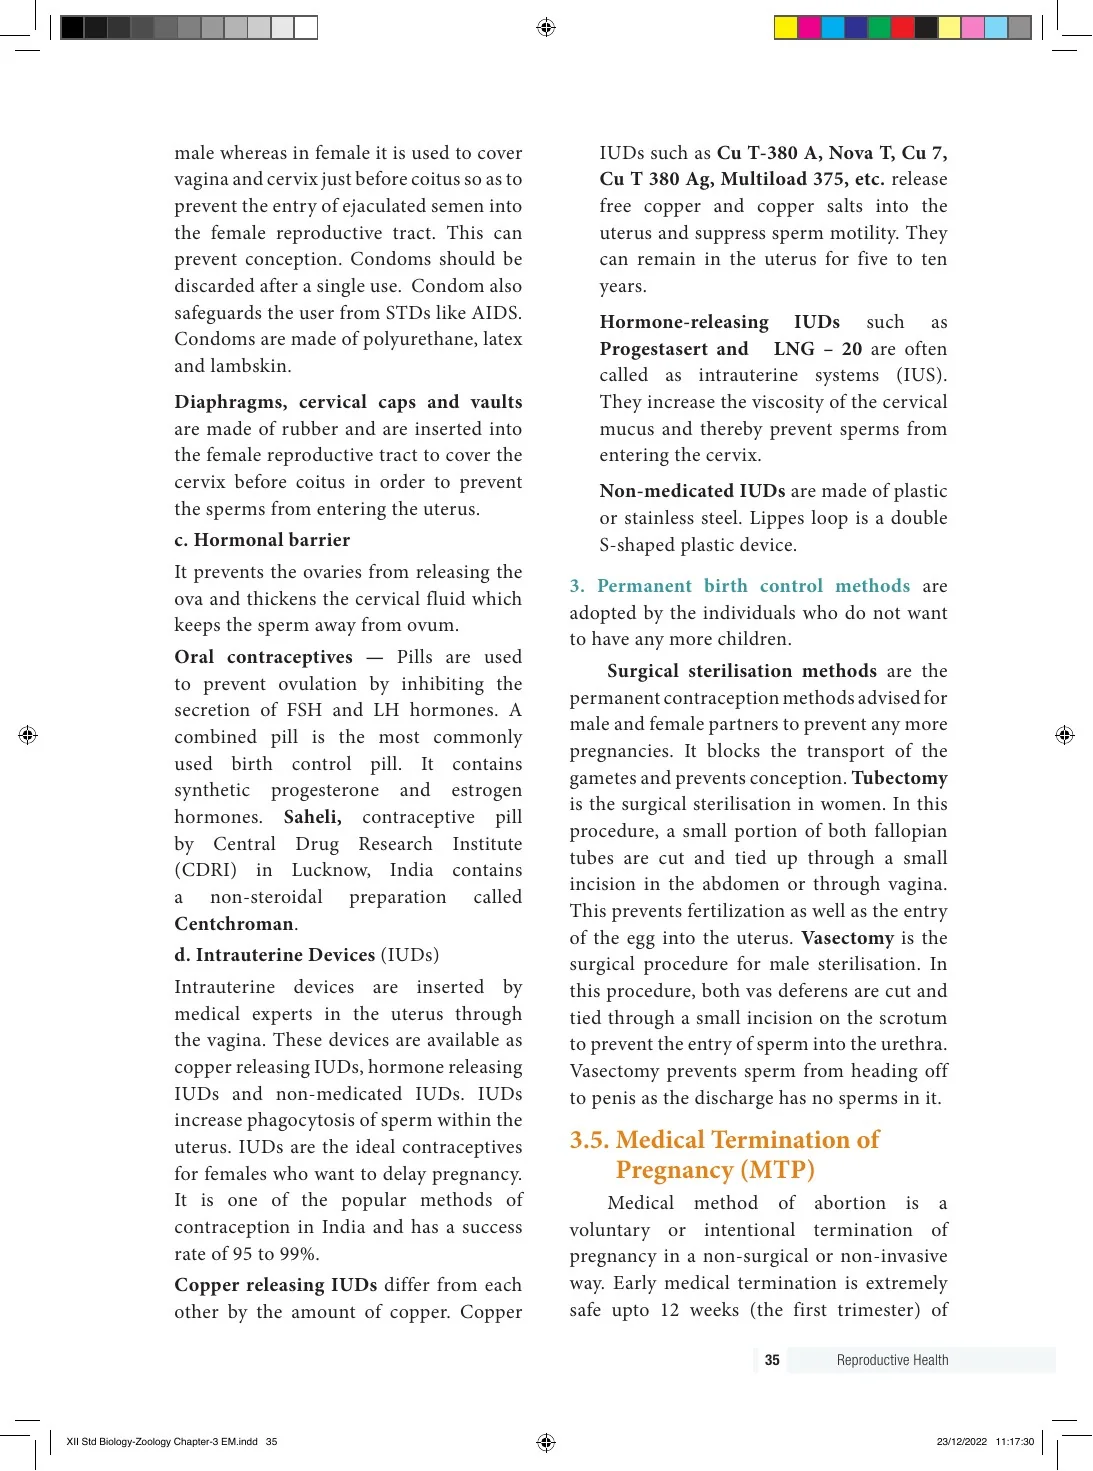 male whereas in female it is used to cover
vagina and cervix just before coitus so as to
prevent the entry of ejaculated semen into
the female reproductive tract. This can
prevent conception. Condoms should be
discarded after a single use. Condom also
safeguards the user from STDs like AIDS.
Condoms are made of polyurethane, latex
and lambskin.
Diaphragms, cervical caps and vaults
are made of rubber and are inserted into
the female reproductive tract to cover the
cervix before coitus in order to prevent
the sperms from entering the uterus.
c. Hormonal barrier
It prevents the ovaries from releasing the
ova and thickens the cervical fluid which
keeps the sperm away from ovum.
Oral contraceptives — Pills are used
to prevent ovulation by inhibiting the
secretion of FSH and LH hormones. A
combined pill is the most commonly
used birth control pill. It contains
synthetic progesterone and estrogen
hormones. Saheli, contraceptive pill
by Central Drug Research Institute
(CDRI) in Lucknow, India contains
a non-steroidal preparation called
Centchroman.
d. Intrauterine Devices (IUDs)
Intrauterine devices are inserted by
medical experts in the uterus through
the vagina. These devices are available as
copper releasing IUDs, hormone releasing
IUDs and non-medicated IUDs. IUDs
increase phagocytosis of sperm within the
uterus. IUDs are the ideal contraceptives
for females who want to delay pregnancy.
It is one of the popular methods of
contraception in India and has a success
rate of 95 to 99%.
Copper releasing IUDs differ from each
other by the amount of copper. Copper
IUDs such as Cu T-380 A, Nova T, Cu 7,
Cu T 380 Ag, Multiload 375, etc. release
free copper and copper salts into the
uterus and suppress sperm motility. They
can remain in the uterus for five to ten
years.
Hormone-releasing IUDs such as
Progestasert and LNG – 20 are often
called as intrauterine systems (IUS).
They increase the viscosity of the cervical
mucus and thereby prevent sperms from
entering the cervix.
Non-medicated IUDs are made of plastic
or stainless steel. Lippes loop is a double
S-shaped plastic device.
3. Permanent birth control methods are
adopted by the individuals who do not want
to have any more children.
Surgical sterilisation methods are the
permanent contraception methods advised for
male and female partners to prevent any more
pregnancies. It blocks the transport of the
gametes and prevents conception. Tubectomy
is the surgical sterilisation in women. In this
procedure, a small portion of both fallopian
tubes are cut and tied up through a small
incision in the abdomen or through vagina.
This prevents fertilization as well as the entry
of the egg into the uterus. Vasectomy is the
surgical procedure for male sterilisation. In
this procedure, both vas deferens are cut and
tied through a small incision on the scrotum
to prevent the entry of sperm into the urethra.
Vasectomy prevents sperm from heading off
to penis as the discharge has no sperms in it.
3.5. Medical Termination of
Pregnancy (MTP)
Medical method of abortion is a
voluntary or intentional termination of
pregnancy in a non-surgical or non-invasive
way. Early medical termination is extremely
safe upto 12 weeks (the first trimester) of
35 Reproductive Health
XII Std Biology-Zoology Chapter-3 EM.indd 35
23/12/2022 11:17:30